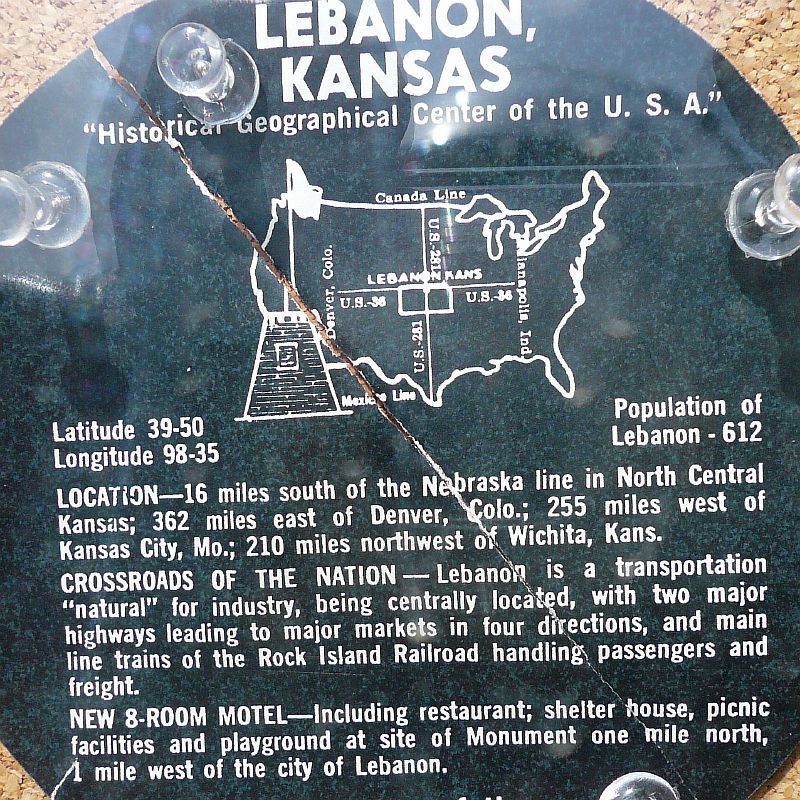 LEBANON,
KANSAS
"Historical Geographical Center of the U. S. A."
Canada Line
U.S.-281
Denver, Colo.
LEBANON KANS
U.S.-36
U.S.-36
ianapolis, Ind.
U.S.-281
Mexico Line
Latitude 39-50
Longitude 98-35
Population of
Lebanon - 612
LOCATION—16 miles south of the Nebraska line in North Central
Kansas; 362 miles east of Denver, Colo.; 255 miles west of
Kansas City, Mo.; 210 miles northwest of Wichita, Kans.
CROSSROADS OF THE NATION — Lebanon is a transportation
"natural" for industry, being centrally located, with two major
highways leading to major markets in four directions, and main
line trains of the Rock Island Railroad handling passengers and
freight.
NEW 8-ROOM MOTEL—Including restaurant; shelter house, picnic
facilities and playground at site of Monument one mile north,
1 mile west of the city of Lebanon.